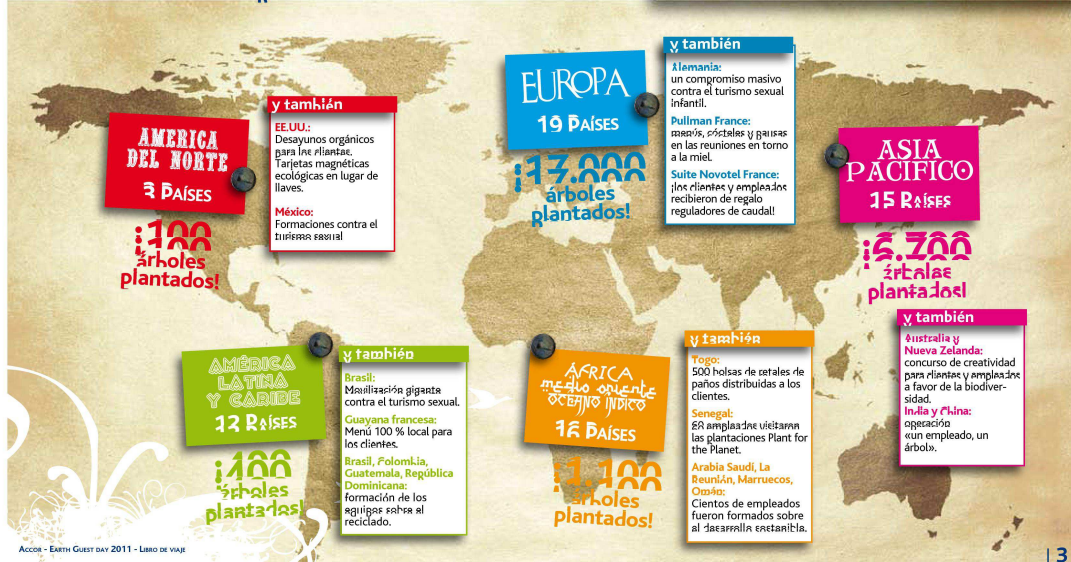 AMERICA
DEL NORTE
3 PAÍSES
¡100
árboles
plantados!
y también
EE.UU.:
Desayunos orgánicos
para los clientes.
Tarjetas magnéticas
ecológicas en lugar de
llaves.
México:
Formaciones contra el
turismo sexual
EUROPA
19 PAÍSES
¡17.000
árboles
plantados!
y también
Alemania:
un compromiso masivo
contra el turismo sexual
infantil.
Pullman France:
menús, cócteles y pausas
en las reuniones en torno
a la miel.
Suite Novotel France:
¡los clientes y empleados
recibieron de regalo
reguladores de caudal!
ASIA
PACIFICO
15 PAÍSES
¡6.700
árboles
plantados!
y también
Australia y
Nueva Zelanda:
concurso de creatividad
para clientes y empleados
a favor de la biodiver-
sidad.
India y China:
operación
«un empleado, un
árbol».
AMÉRICA
LATINA
Y CARIBE
PAÍSES
¡400
árboles
plantados!
y también
Brasil:
Movilización gigante
contra el turismo sexual.
Guayana francesa:
Menú 100 % local para
los clientes.
Brasil, Colombia,
Guatemala, República
Dominicana:
formación de los
equipos sobre el
reciclado.
ÁFRICA
medio oriente
OCEANO ÍNDICO
16 PAÍSES
¡1.100
árboles
plantados!
y también
Togo:
500 bolsas de retales de
paños distribuidas a los
clientes.
Senegal:
empleados visitaron
las plantaciones Plant for
the Planet.
Arabia Saudí, La
Reunión, Marruecos,
Omán:
Cientos de empleados
fueron formados sobre
el desarrollo sostenible.
ACCOR - EARTH GUEST DAY 2011 - LIBRO DE VIAJE
| 3